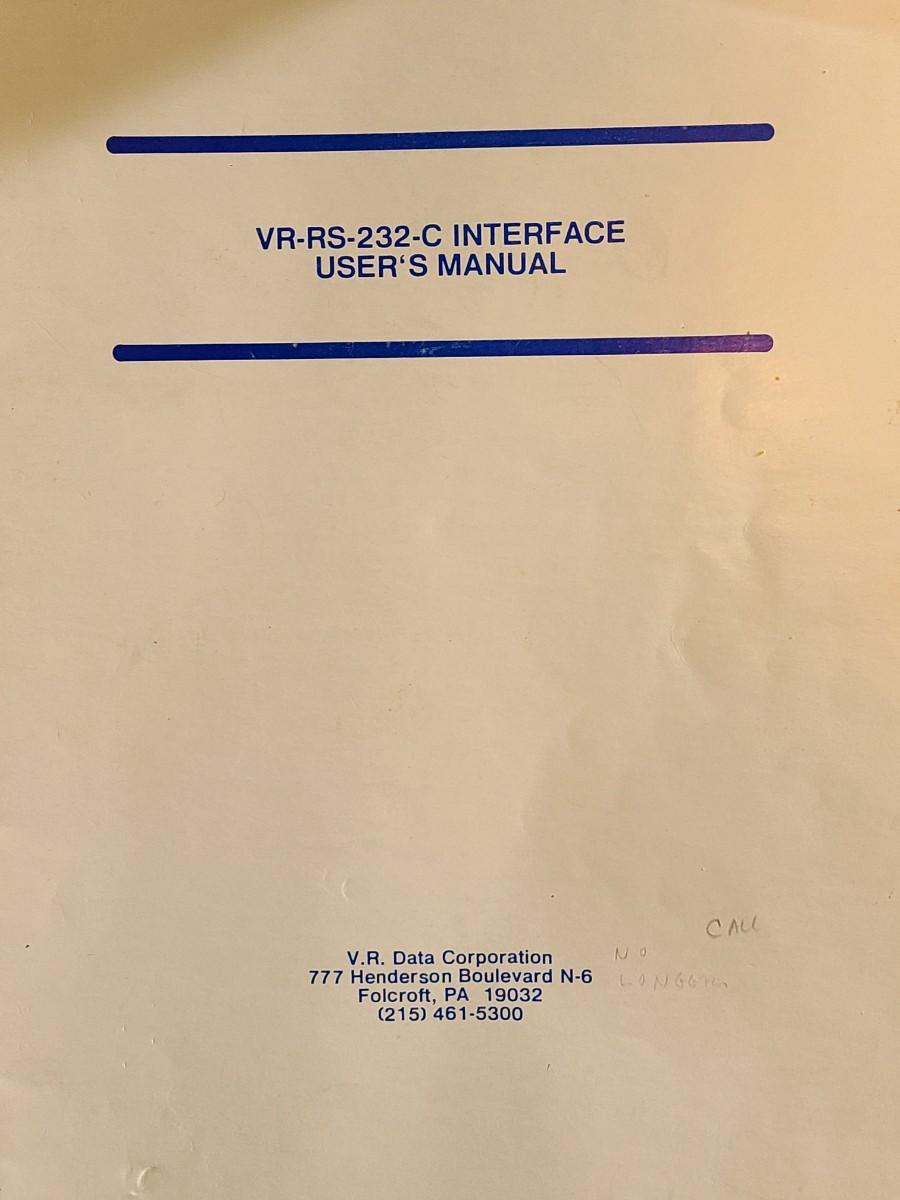 VR-RS-232-C INTERFACE
USER‘S MANUAL
CALL
V.R. Data Corporation
NO
777 Henderson Boulevard N-6
LONGER
Folcroft, PA 19032
(215) 461-5300